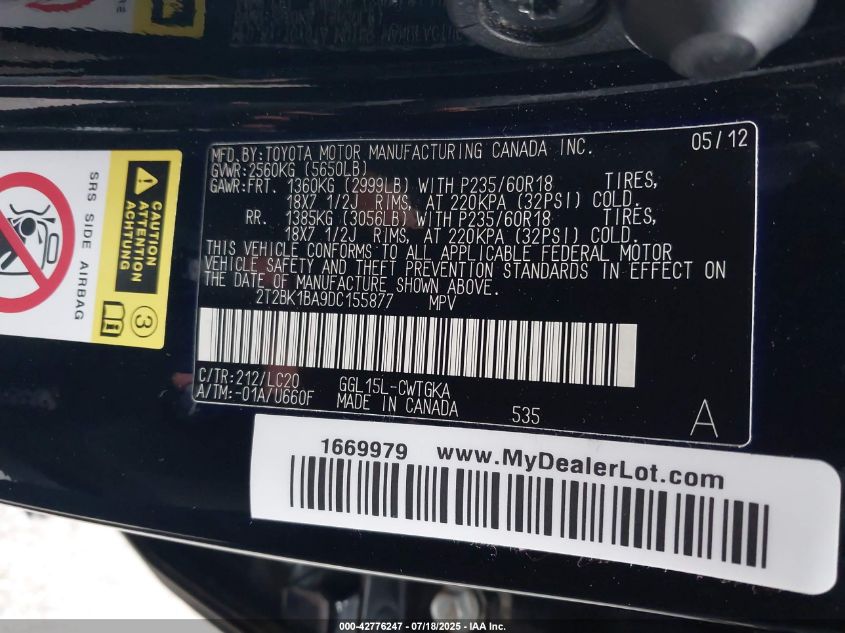 MFD.BY:TOYOTA MOTOR MANUFACTURING CANADA INC. 05/12
GVWR:2560KG (5650LB)
GAWR:FRT. 1360KG (2999LB) WITH P235/60R18 TIRES,
18X7 1/2J RIMS, AT 220KPA (32PSI) COLD.
RR. 1385KG (3056LB) WITH P235/60R18 TIRES,
18X7 1/2J RIMS, AT 220KPA (32PSI) COLD.
THIS VEHICLE CONFORMS TO ALL APPLICABLE FEDERAL MOTOR
VEHICLE SAFETY AND THEFT PREVENTION STANDARDS IN EFFECT ON
THE DATE OF MANUFACTURE SHOWN ABOVE.
2T2BK1BA9DC155877 MPV
C/TR:212/LC20 GGL15L-CWTGKA
A/TM:-01A/U660F MADE IN CANADA 535 A
SRS SIDE AIRBAG
CAUTION
ATTENTION
ACHTUNG
3
1669979 www.MyDealerLot.com
000-42776247 - 07/18/2025 - IAA Inc.